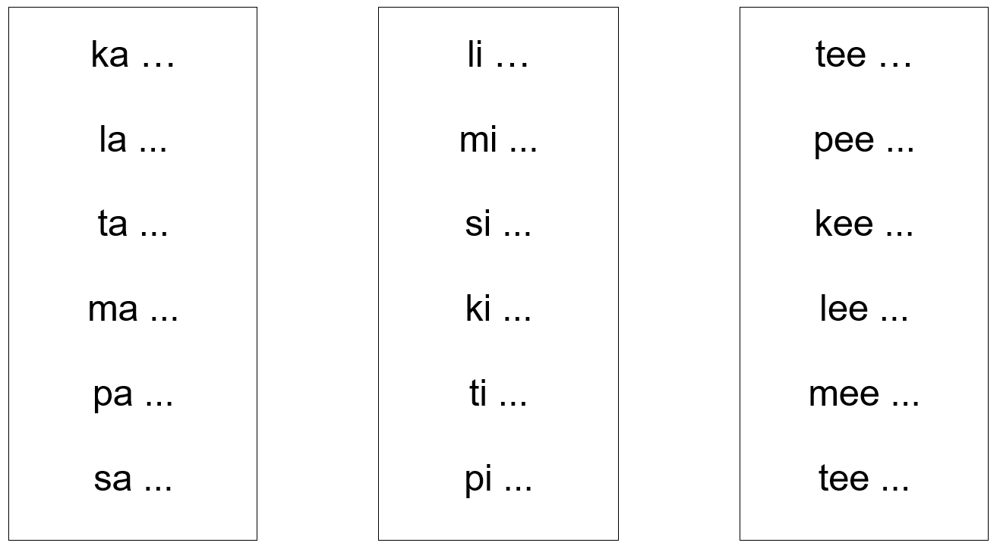 ka …
la ...
ta ...
ma ...
pa ...
sa ...
li …
mi ...
si ...
ki ...
ti ...
pi ...
tee …
pee ...
kee ...
lee ...
mee ...
tee ...